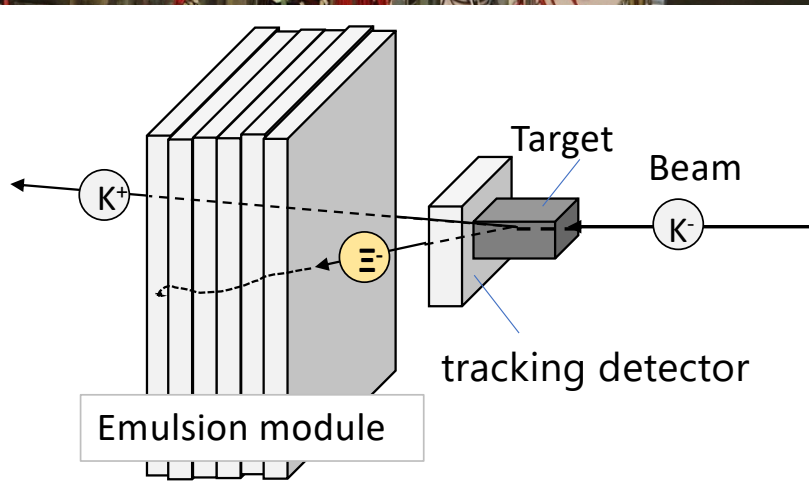 Target
Beam
K⁺
K⁻
Ξ⁻
tracking detector
Emulsion module